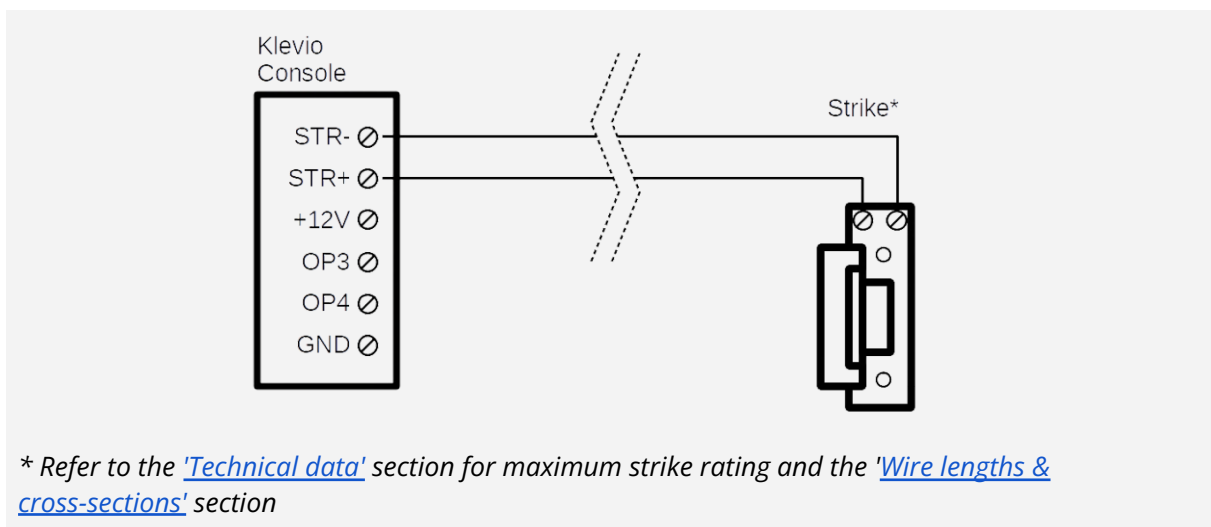 Klevio
Console
Strike*
STR-
STR+
+12V
OP3
OP4
GND
* Refer to the 'Technical data' section for maximum strike rating and the 'Wire lengths &
cross-sections' section